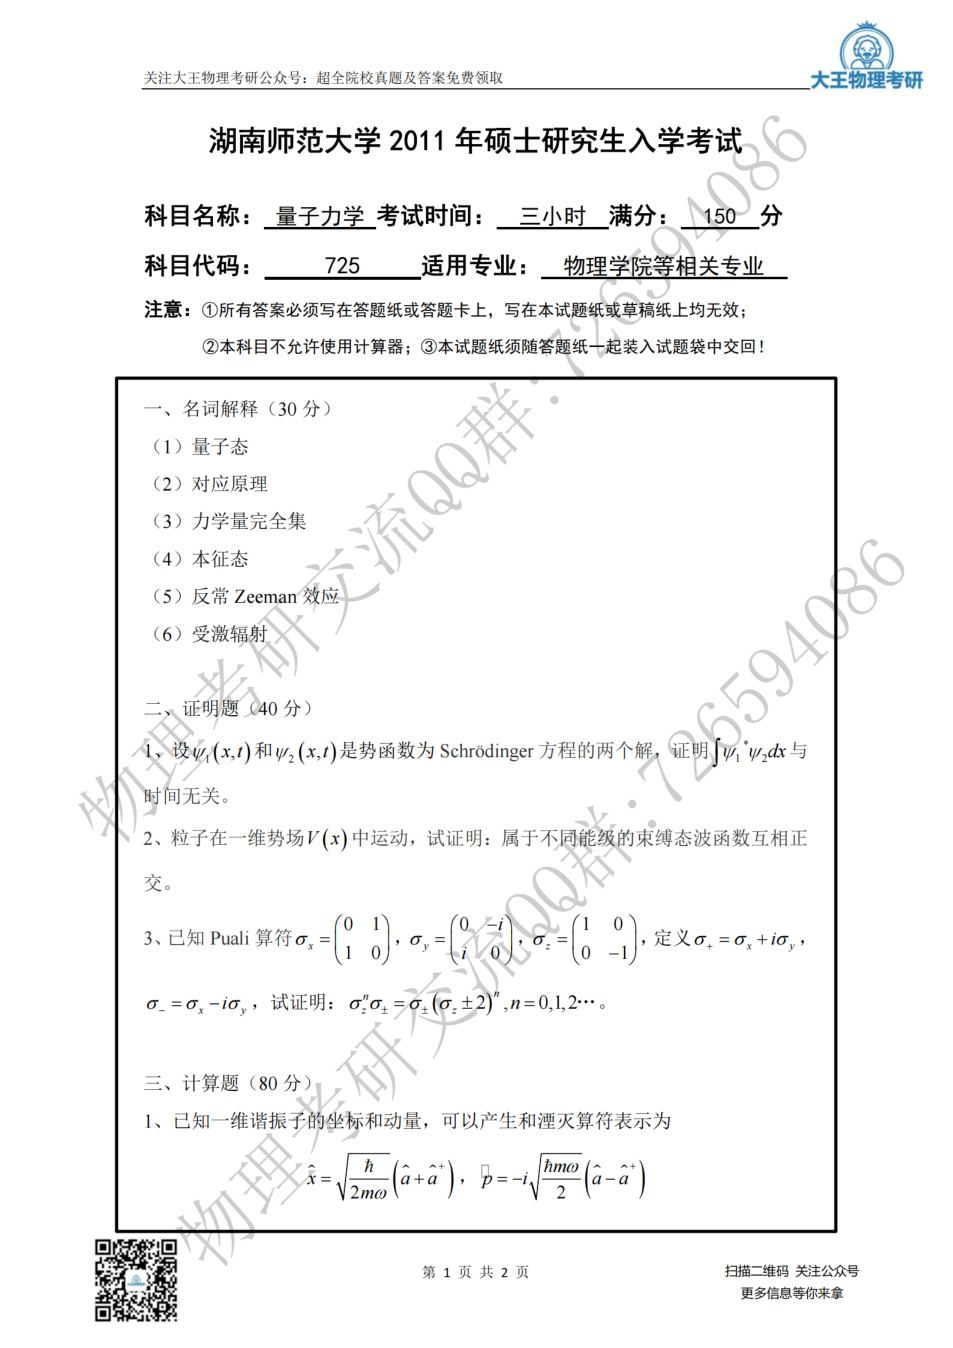 关注大王物理考研公众号：超全院校真题及答案免费领取
大王物理考研
湖南师范大学 2011 年硕士研究生入学考试
科目名称： 量子力学 考试时间： 三小时 满分： 150 分
科目代码： 725 适用专业： 物理学院等相关专业
注意：①所有答案必须写在答题纸或答题卡上，写在本试题纸或草稿纸上均无效；
②本科目不允许使用计算器；③本试题纸须随答题纸一起装入试题袋中交回！
一、名词解释（30 分）
（1）量子态
（2）对应原理
（3）力学量完全集
（4）本征态
（5）反常 Zeeman 效应
（6）受激辐射
二、证明题（40 分）
1、设ψ₁(x,t)和ψ₂(x,t)是势函数为 Schrödinger 方程的两个解，证明∫ψ₁*ψ₂dx与
时间无关。
2、粒子在一维势场V(x)中运动，试证明：属于不同能级的束缚态波函数互相正
交。
3、已知 Puali 算符σ_x = (0 1; 1 0)，σ_y = (0 -i; i 0)，σ_z = (1 0; 0 -1)，定义σ₊ = σ_x + iσ_y，
σ₋ = σ_x − iσ_y，试证明：σ_z^n σ_± = σ_±(σ_z ± 2)^n, n = 0,1,2…。
三、计算题（80 分）
1、已知一维谐振子的坐标和动量，可以产生和湮灭算符表示为
x̂ = √(ħ/2mω) (â + â⁺)，p = −i√(ħmω/2) (â − â⁺)
物理考研交流QQ群：726594086
物理考研交流QQ群：726594086
第 1 页 共 2 页
扫描二维码 关注公众号
更多信息等你来拿